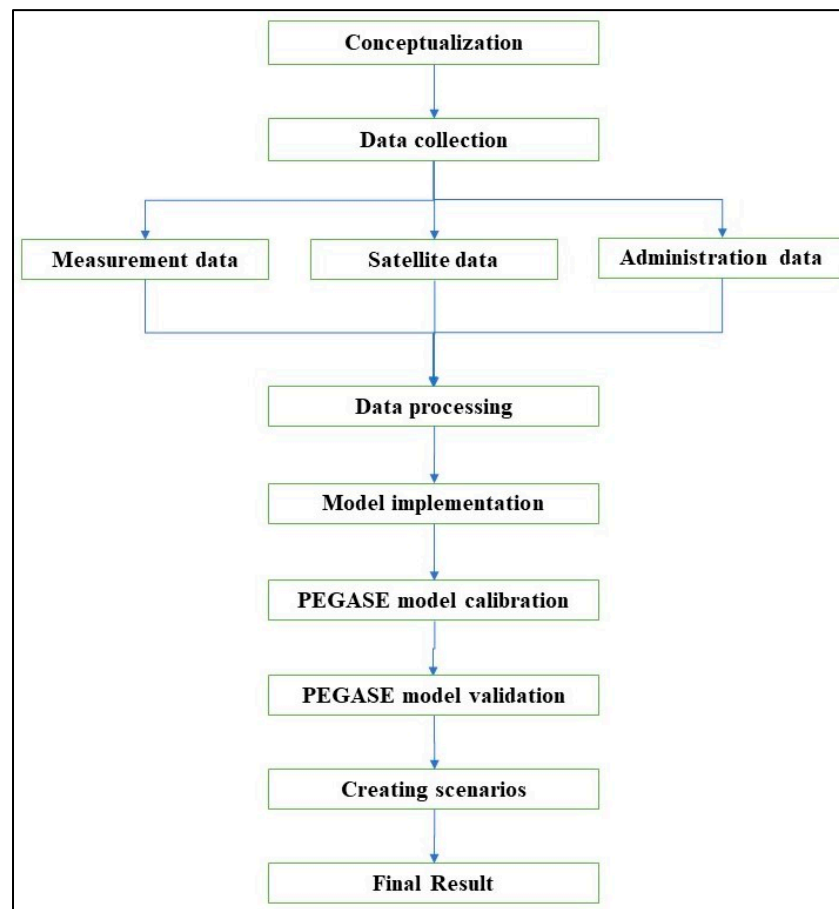 Conceptualization
Data collection
Measurement data
Satellite data
Administration data
Data processing
Model implementation
PEGASE model calibration
PEGASE model validation
Creating scenarios
Final Result